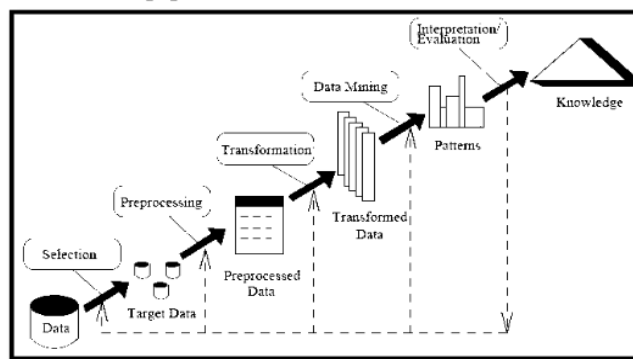 Interpretation/
Evaluation
Data Mining
Knowledge
Transformation
Patterns
Preprocessing
Transformed
Data
Selection
Preprocessed
Data
Data
Target Data